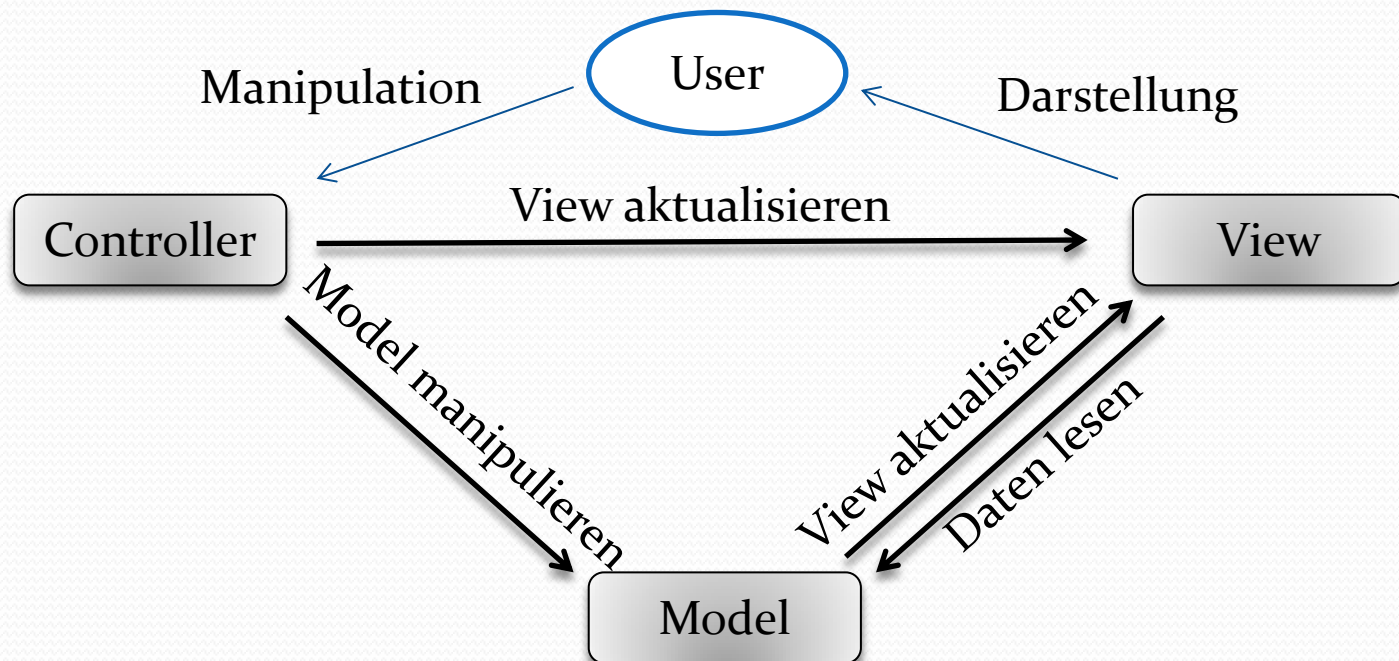 User
Manipulation
Darstellung
View aktualisieren
Controller
View
Model manipulieren
View aktualisieren
Daten lesen
Model